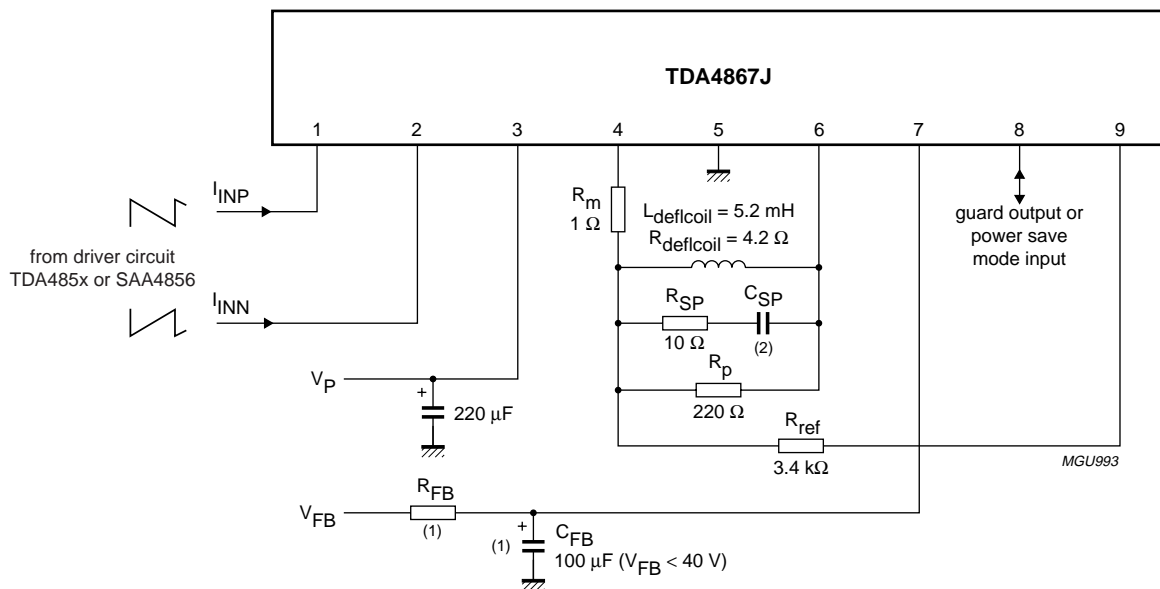 TDA4867J
1 2 3 4 5 6 7 8 9
I_INP
from driver circuit
TDA485x or SAA4856
I_INN
R_m
1 Ω
L_deflcoil = 5.2 mH
R_deflcoil = 4.2 Ω
R_SP
10 Ω
C_SP
(2)
R_p
220 Ω
R_ref
3.4 kΩ
guard output or
power save
mode input
MGU993
V_P
+
220 μF
V_FB
R_FB
(1)
+
(1)
C_FB
100 μF (V_FB < 40 V)